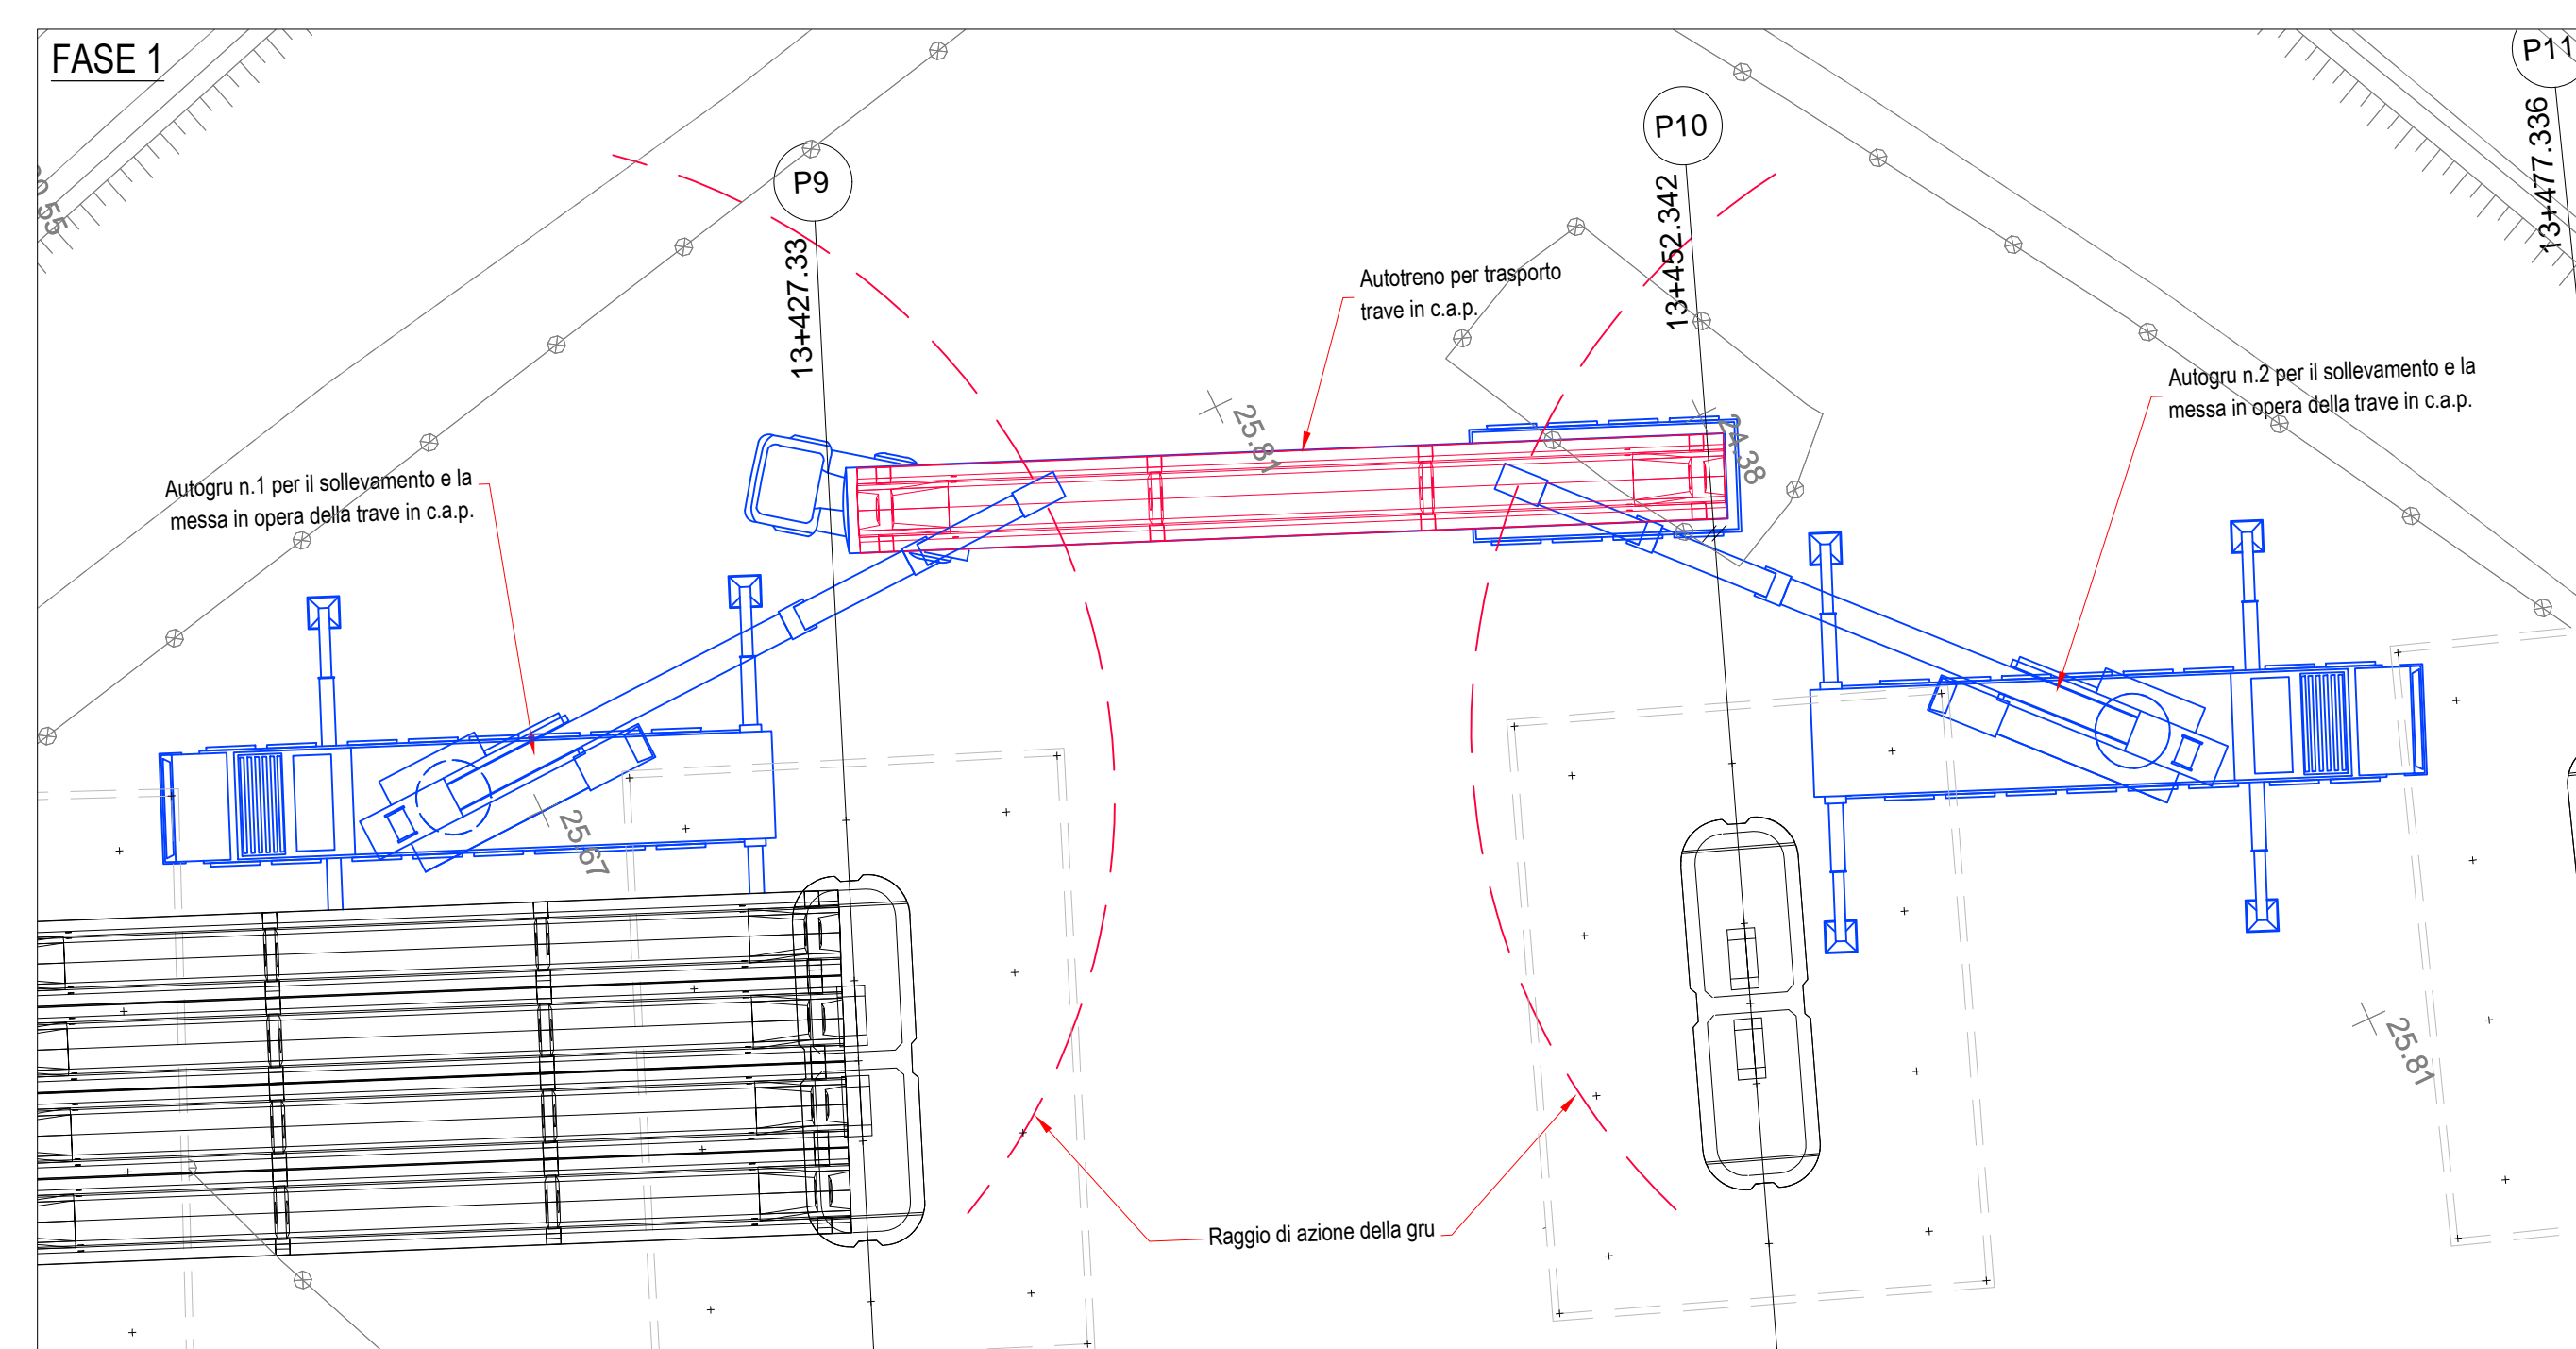 FASE 1
P11
13+477.336
P10
13+452.342
P9
13+427.33
Autotreno per trasporto
trave in c.a.p.
Autogru n.2 per il sollevamento e la
messa in opera della trave in c.a.p.
25.81
24.38
Autogru n.1 per il sollevamento e la
messa in opera della trave in c.a.p.
25.67
25.81
Raggio di azione della gru